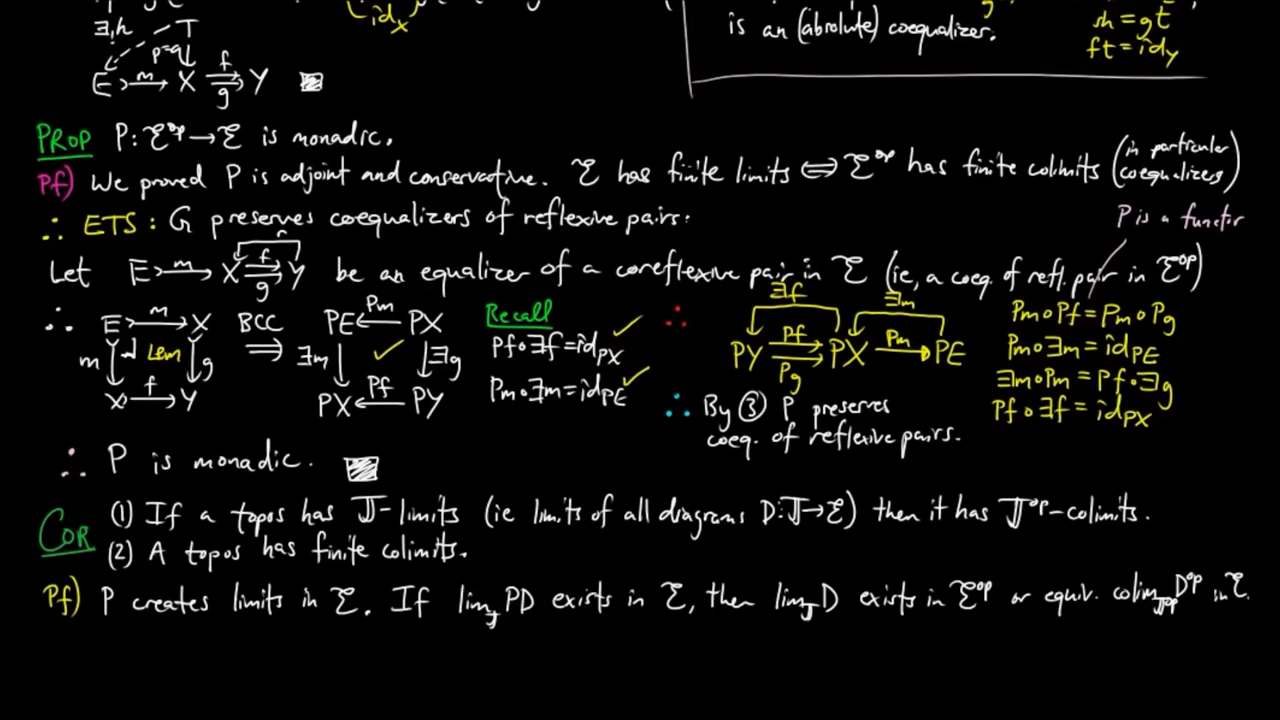 is an (absolute) coequalizer.
sh = gt
ft = id_Y
id_X
∃!h T
p=q
E >-m-> X f g Y
PROP P: ℰ^op → ℰ is monadic.
Pf) We proved P is adjoint and conservative. ℰ has finite limits ⟺ ℰ^op has finite colimits (in particular coequalizers)
∴ ETS: G preserves coequalizers of reflexive pairs.
P is a functor
r
Let E >-m-> X f g Y be an equalizer of a coreflexive pair in ℰ (ie, a coeq. of refl. pair in ℰ^op)
∴ E >-m-> X BCC PE <-Pm- PX
m Lem g ⟹ ∃m ✓ ∃g
X -f-> Y PX <-Pf- PY
Recall
Pf∘∃f = id_PX ✓
Pm∘∃m = id_PE ✓
∴ ∃f ∃m
PY Pf Pg PX Pm PE
Pm∘Pf = Pm∘Pg
Pm∘∃m = id_PE
∃m∘Pm = Pf∘∃g
Pf∘∃f = id_PX
∴ By ③ P preserves
coeq. of reflexive pairs.
∴ P is monadic.
COR (1) If a topos has 𝕁-limits (ie limits of all diagrams D: 𝕁→ℰ) then it has 𝕁^op-colimits.
(2) A topos has finite colimits.
Pf) P creates limits in ℰ. If lim_𝕁 PD exists in ℰ, then lim_𝕁 D exists in ℰ^op or equiv. colim_𝕁^op D^op in ℰ.